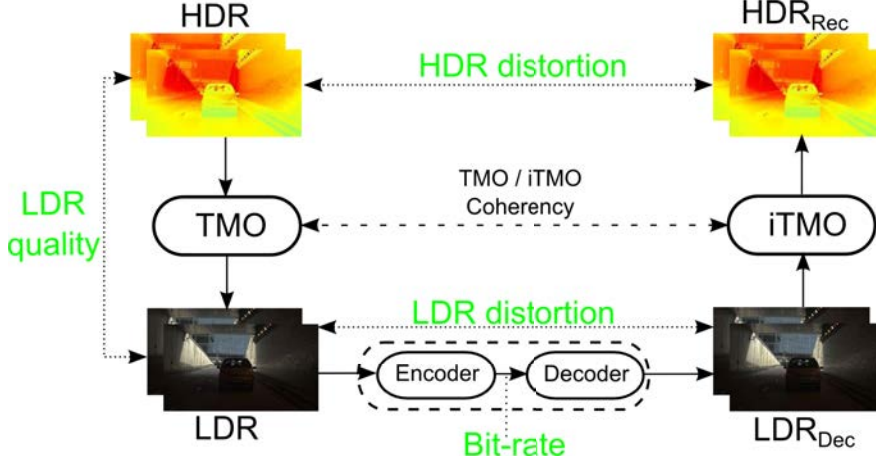 HDR
HDR_Rec
HDR distortion
TMO / iTMO
Coherency
LDR
quality
TMO
iTMO
LDR distortion
Encoder
Decoder
LDR
Bit-rate
LDR_Dec